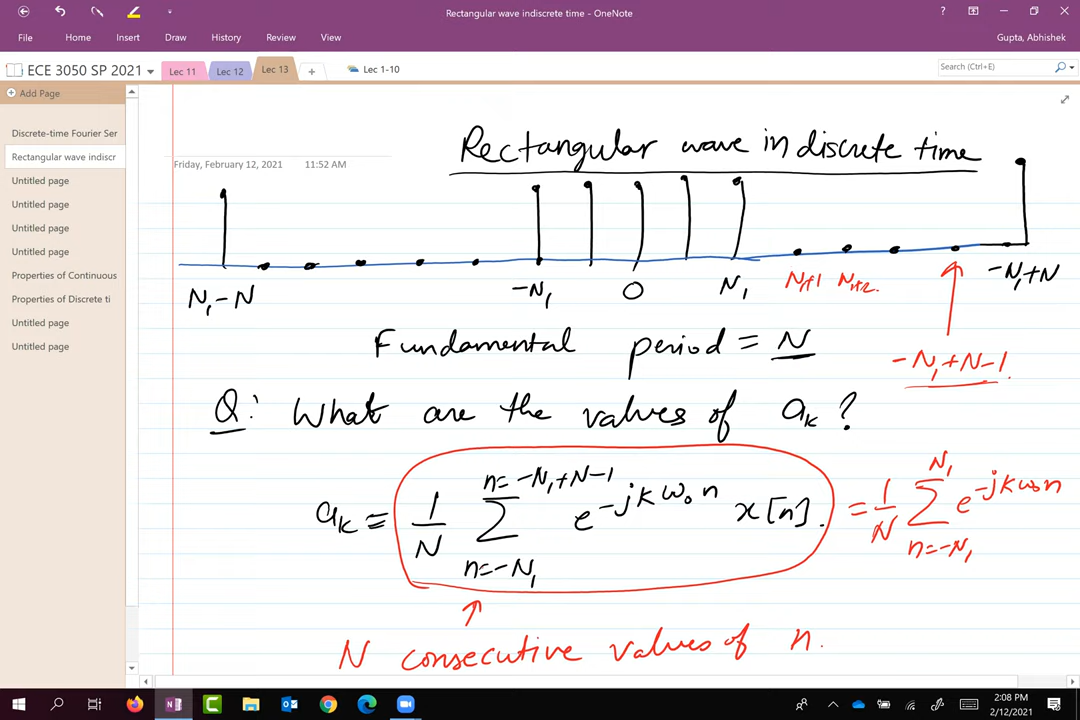 Rectangular wave indiscrete time - OneNote
?
File Home Insert Draw History Review View
Gupta, Abhishek
ECE 3050 SP 2021
Lec 11 Lec 12 Lec 13 + Lec 1-10
Search (Ctrl+E)
Add Page
Discrete-time Fourier Ser
Rectangular wave indiscr
Untitled page
Untitled page
Untitled page
Untitled page
Properties of Continuous
Properties of Discrete ti
Untitled page
Untitled page
Friday, February 12, 2021 11:52 AM
Rectangular wave in discrete time
N₁-N -N₁ 0 N₁ N₁+1 N₁+2. -N₁+N
Fundamental period = N
-N₁+N-1.
Q: What are the values of aₖ?
n=-N₁+N-1 N₁
aₖ = 1/N Σ e^-jkω₀n x[n]. = 1/N Σ e^-jkω₀n
n=-N₁ n=-N₁
N consecutive values of n.
2:08 PM
2/12/2021